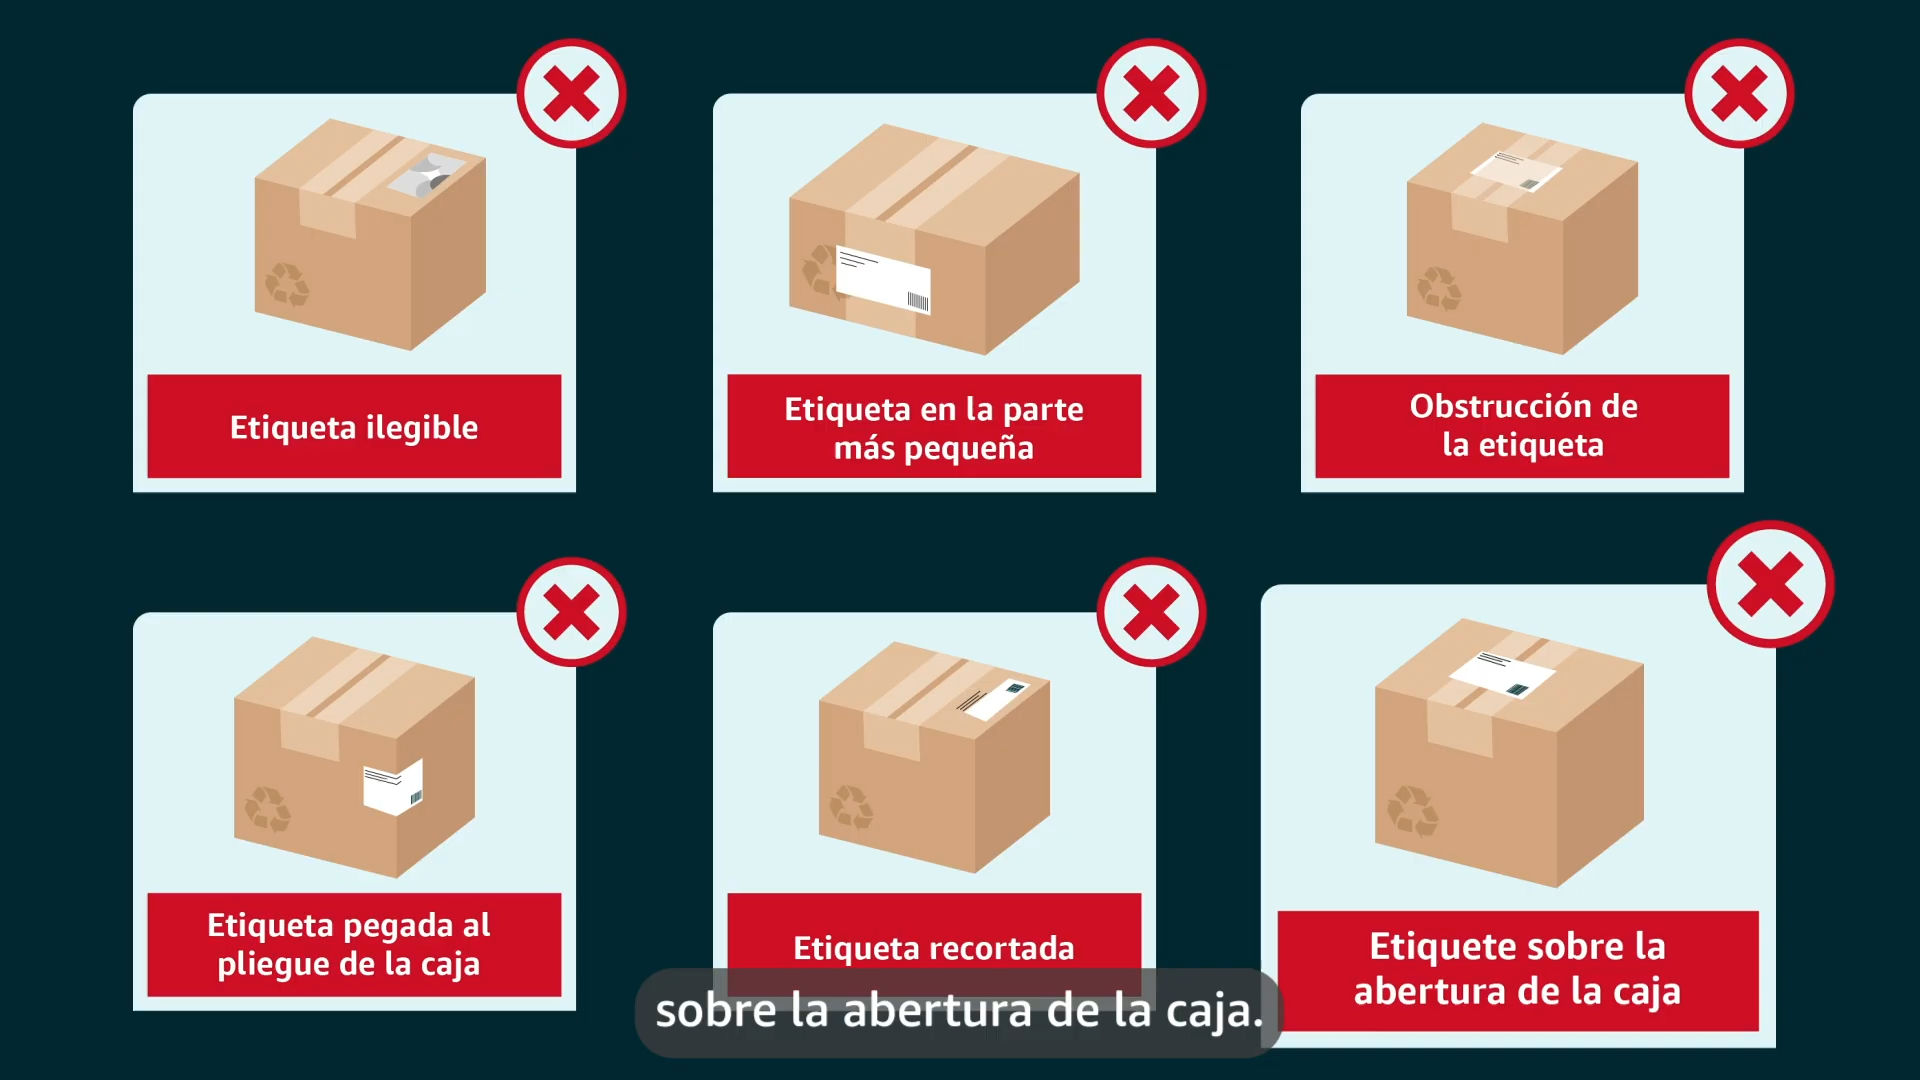 Etiqueta ilegible
Etiqueta en la parte
más pequeña
Obstrucción de
la etiqueta
Etiqueta pegada al
pliegue de la caja
Etiqueta recortada
Etiquete sobre la
abertura de la caja
sobre la abertura de la caja.